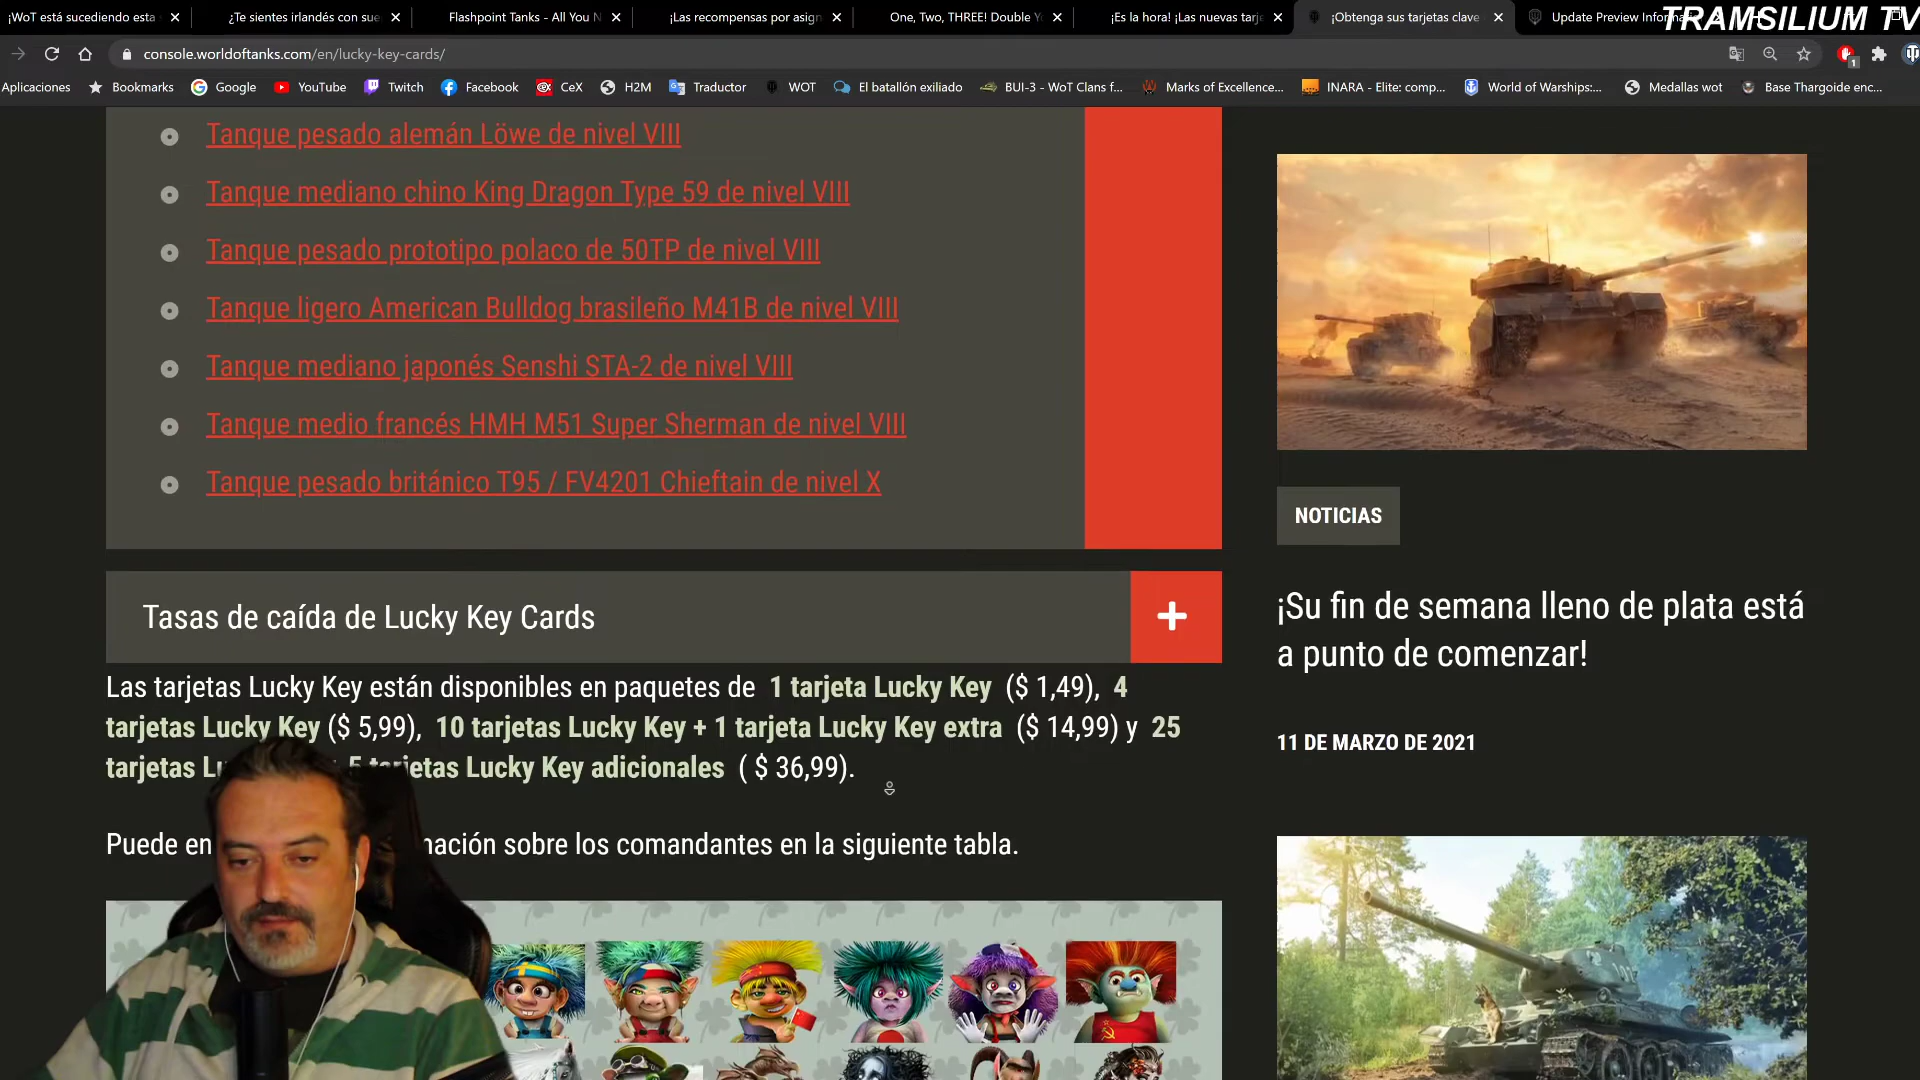 ¡WoT está sucediendo esta
¿Te sientes irlandés con su
Flashpoint Tanks - All You N
¡Las recompensas por asign
One, Two, THREE! Double
¡Es la hora! ¡Las nuevas tarje
¡Obtenga sus tarjetas clave
Update Preview
TRAMSILIUM TV
console.worldoftanks.com/en/lucky-key-cards/
1
Aplicaciones
Bookmarks
Google
YouTube
Twitch
Facebook
CeX
H2M
Traductor
WOT
El batallón exiliado
BUI-3 - WoT Clans f...
Marks of Excellence...
INARA - Elite: comp...
World of Warships:...
Medallas wot
Base Thargoide enc...
Tanque pesado alemán Löwe de nivel VIII
Tanque mediano chino King Dragon Type 59 de nivel VIII
Tanque pesado prototipo polaco de 50TP de nivel VIII
Tanque ligero American Bulldog brasileño M41B de nivel VIII
Tanque mediano japonés Senshi STA-2 de nivel VIII
Tanque medio francés HMH M51 Super Sherman de nivel VIII
Tanque pesado británico T95 / FV4201 Chieftain de nivel X
Tasas de caída de Lucky Key Cards
+
Las tarjetas Lucky Key están disponibles en paquetes de 1 tarjeta Lucky Key ($ 1,49), 4
tarjetas Lucky Key ($ 5,99), 10 tarjetas Lucky Key + 1 tarjeta Lucky Key extra ($ 14,99) y 25
tarjetas 5 tarjetas Lucky Key adicionales ( $ 36,99).
Puede en mación sobre los comandantes en la siguiente tabla.
NOTICIAS
¡Su fin de semana lleno de plata está
a punto de comenzar!
11 DE MARZO DE 2021